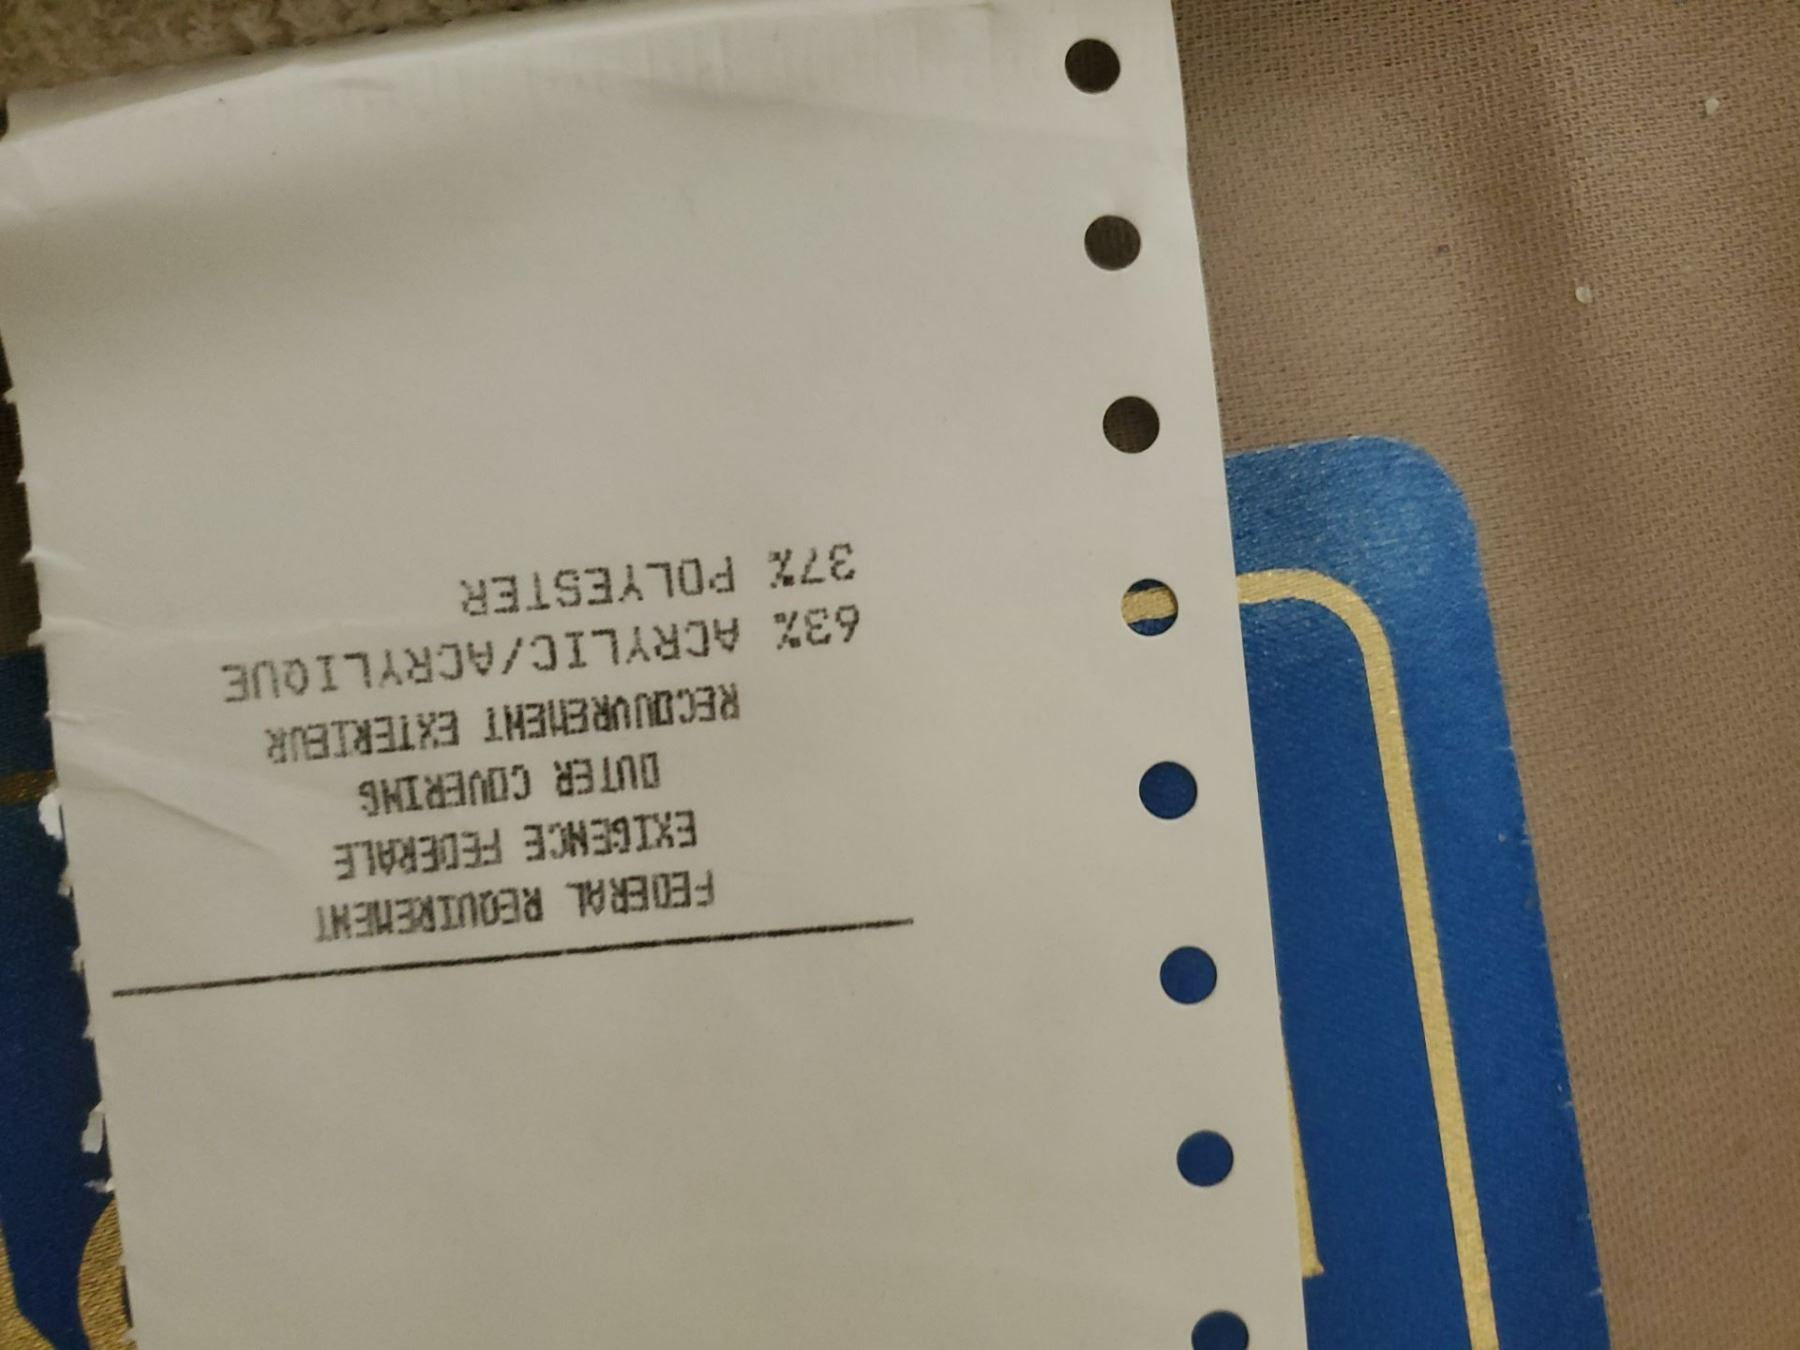 FEDERAL REQUIREMENT
EXIGENCE FEDERALE
OUTER COVERING
RECOUVREMENT EXTERIEUR
63% ACRYLIC/ACRYLIQUE
37% POLYESTER